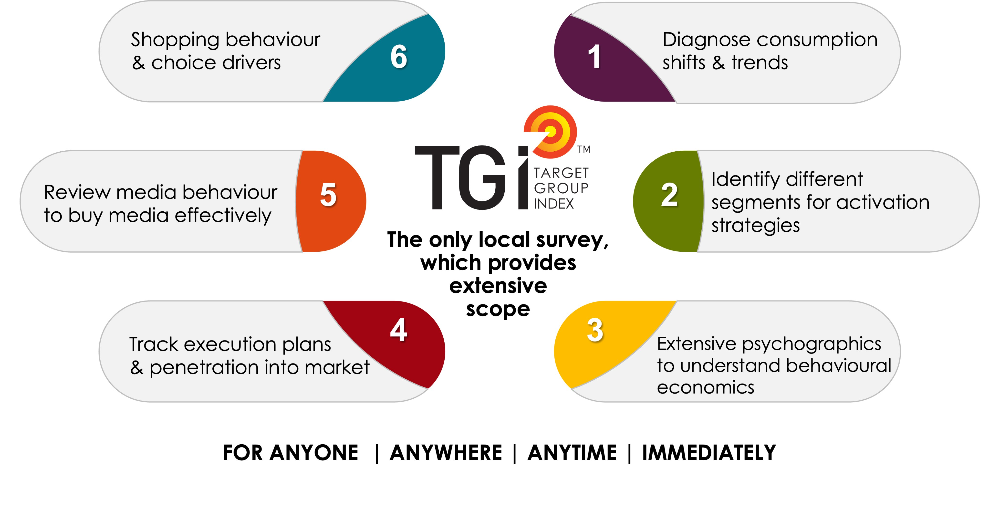 6
Shopping behaviour
& choice drivers
1
Diagnose consumption
shifts & trends
TGi
TM
TARGET
GROUP
INDEX
The only local survey,
which provides
extensive
scope
2
Identify different
segments for activation
strategies
5
Review media behaviour
to buy media effectively
3
Extensive psychographics
to understand behavioural
economics
4
Track execution plans
& penetration into market
FOR ANYONE | ANYWHERE | ANYTIME | IMMEDIATELY